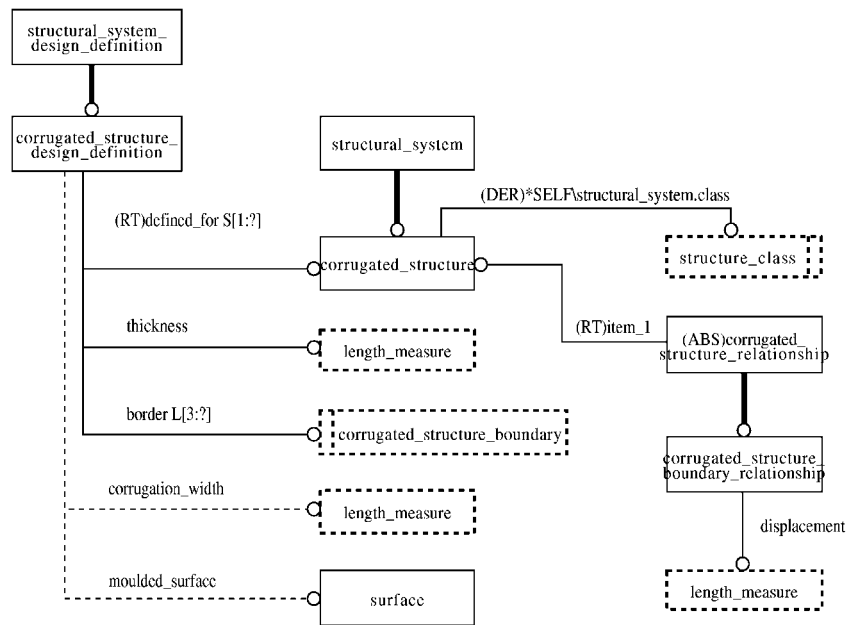 structural_system_
design_definition
corrugated_structure_
design_definition
structural_system
(DER)*SELF\structural_system.class
(RT)defined_for S[1:?]
corrugated_structure
structure_class
thickness
length_measure
(RT)item_1
(ABS)corrugated_
structure_relationship
border L[3:?]
corrugated_structure_boundary
corrugated_structure_
boundary_relationship
corrugation_width
length_measure
displacement
moulded_surface
surface
length_measure